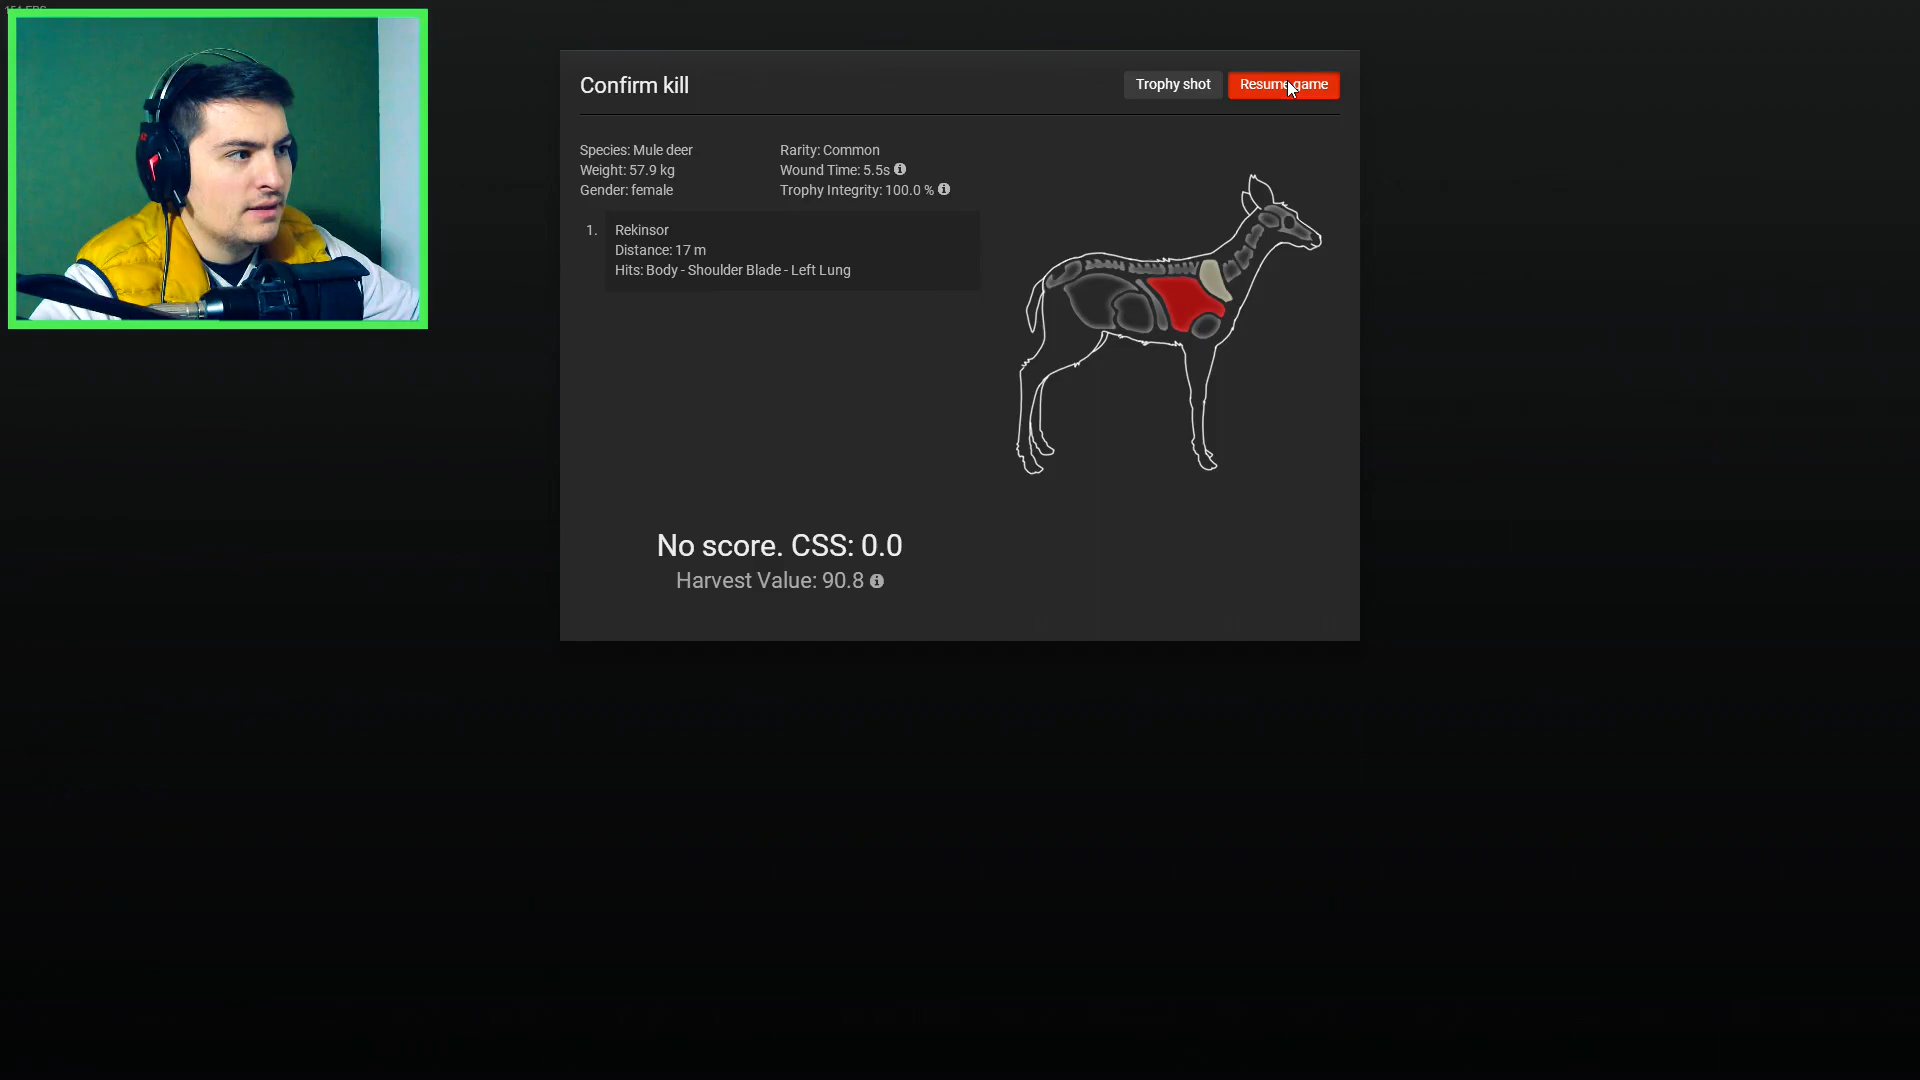 Confirm kill
Trophy shot
Resume game
Species: Mule deer
Weight: 57.9 kg
Gender: female
Rarity: Common
Wound Time: 5.5s
Trophy Integrity: 100.0 %
1.
Rekinsor
Distance: 17 m
Hits: Body - Shoulder Blade - Left Lung
No score. CSS: 0.0
Harvest Value: 90.8